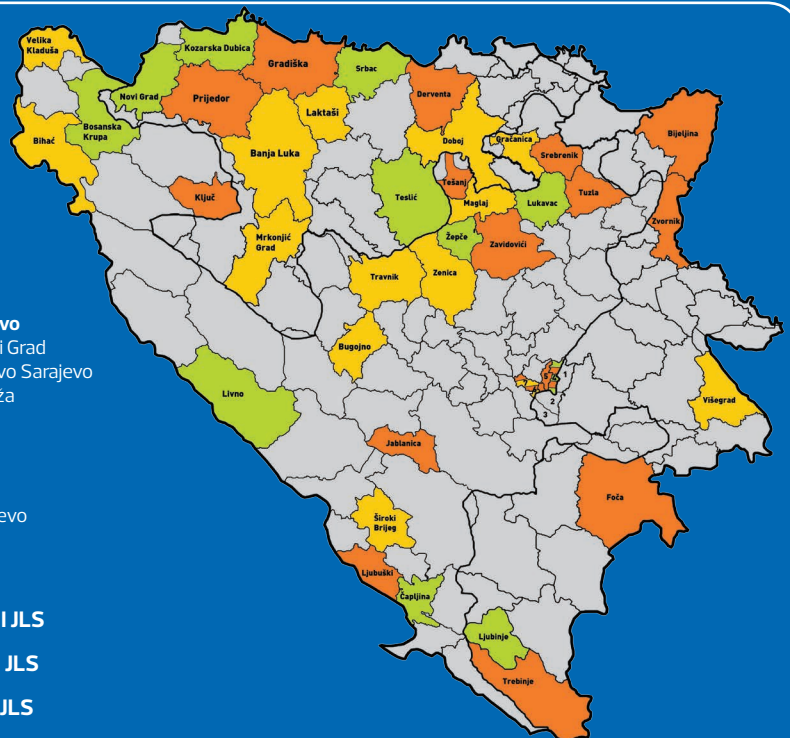 Velika
Kladuša
Kozarska Dubica
Gradiška
Srbac
Novi Grad
Prijedor
Laktaši
Derventa
Bijeljina
Bosanska
Krupa
Bihać
Banja Luka
Doboj
Gračanica
Srebrenik
Ključ
Teslić
Tešanj
Tuzla
Maglaj
Lukavac
Zvornik
Mrkonjić
Grad
Žepče
Zavidovići
Travnik
Zenica
Bugojno
vo
i Grad
vo Sarajevo
ža
Livno
1
2
3
Višegrad
Jablanica
Foča
evo
Široki
Brijeg
Ljubuški
Čapljina
I JLS
Ljubinje
JLS
Trebinje
JLS